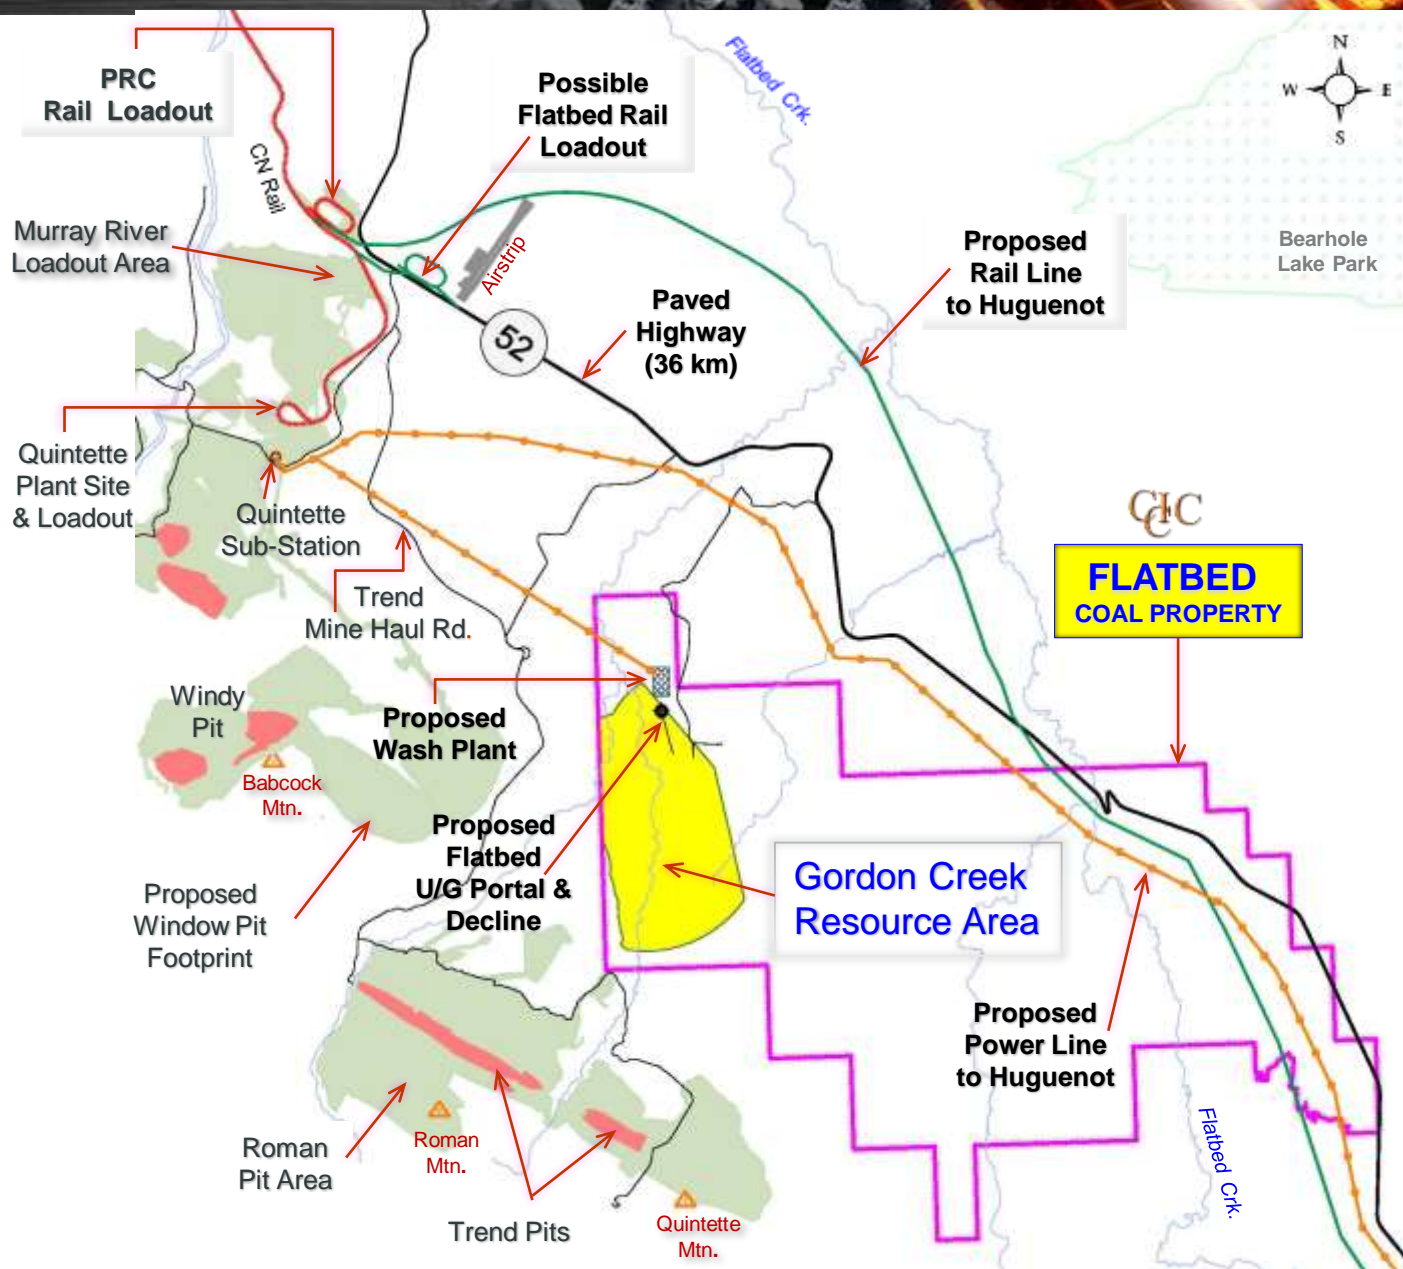 PRC
Rail Loadout
Possible
Flatbed Rail
Loadout
Flatbed Crk.
N
W
E
S
CN Rail
Murray River
Loadout Area
Airstrip
Proposed
Rail Line
to Huguenot
Bearhole
Lake Park
Paved
Highway
(36 km)
52
Quintette
Plant Site
& Loadout
Quintette
Sub-Station
Trend
Mine Haul Rd.
CCIC
FLATBED
COAL PROPERTY
Windy
Pit
Babcock
Mtn.
Proposed
Wash Plant
Proposed
Flatbed
U/G Portal &
Decline
Gordon Creek
Resource Area
Proposed
Window Pit
Footprint
Proposed
Power Line
to Huguenot
Roman
Pit Area
Roman
Mtn.
Trend Pits
Quintette
Mtn.
Flatbed Crk.